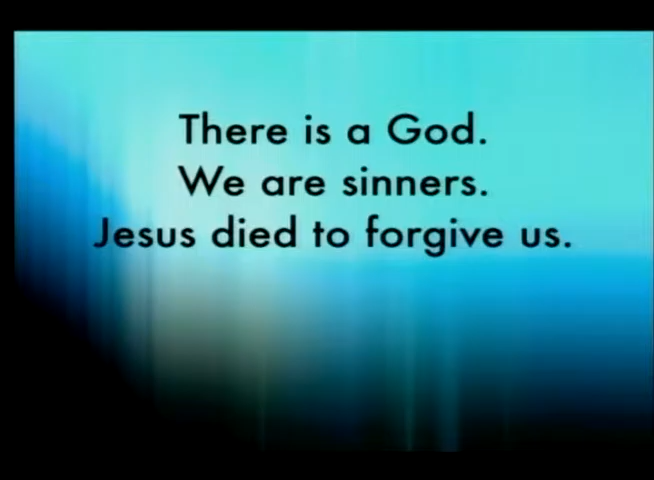 There is a God.
We are sinners.
Jesus died to forgive us.